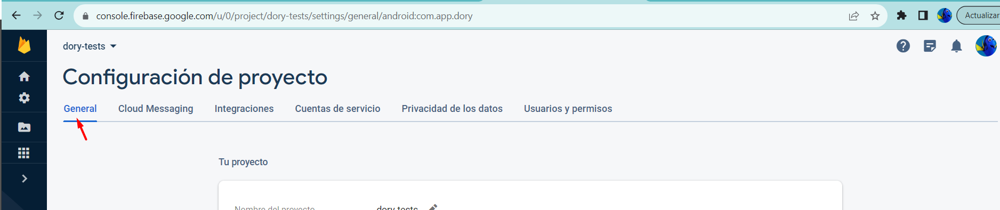 console.firebase.google.com/u/0/project/dory-tests/settings/general/android:com.app.dory
Actualizar
dory-tests
Configuración de proyecto
General Cloud Messaging Integraciones Cuentas de servicio Privacidad de los datos Usuarios y permisos
Tu proyecto
Nombre del proyecto dory-tests